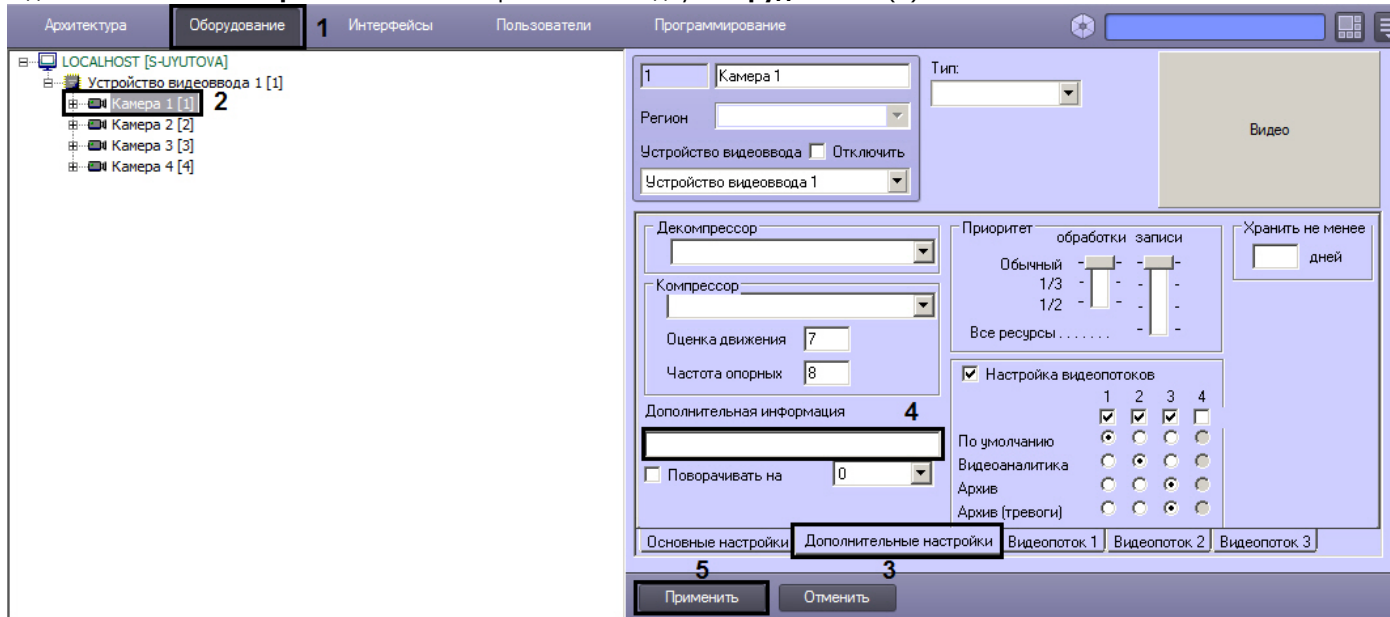 Архитектура Оборудование 1 Интерфейсы Пользователи Программирование
LOCALHOST [S-UYUTOVA]
Устройство видеоввода 1 [1]
Камера 1 [1] 2
Камера 2 [2]
Камера 3 [3]
Камера 4 [4]
1 Камера 1
Тип:
Регион
Устройство видеоввода Отключить
Устройство видеоввода 1
Видео
Декомпрессор
Компрессор
Оценка движения 7
Частота опорных 8
Дополнительная информация 4
Поворачивать на 0
Приоритет
обработки записи
Обычный
1/3
1/2
Все ресурсы . . . . . . .
Хранить не менее
дней
Настройка видеопотоков
1 2 3 4
По умолчанию
Видеоаналитика
Архив
Архив (тревоги)
Основные настройки Дополнительные настройки Видеопоток 1 Видеопоток 2 Видеопоток 3
5 3
Применить Отменить